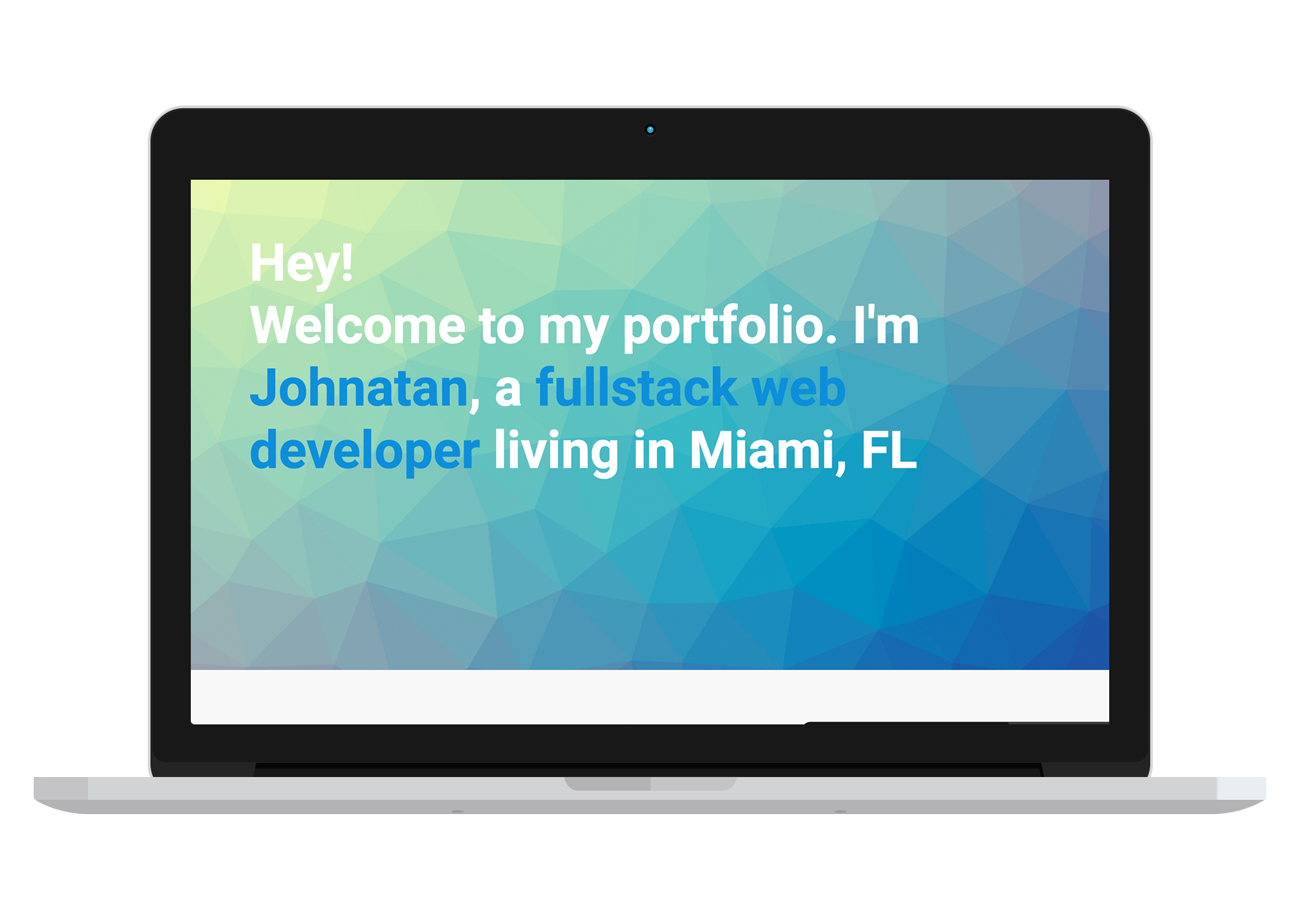 Hey!
Welcome to my portfolio. I'm
Johnatan, a fullstack web
developer living in Miami, FL